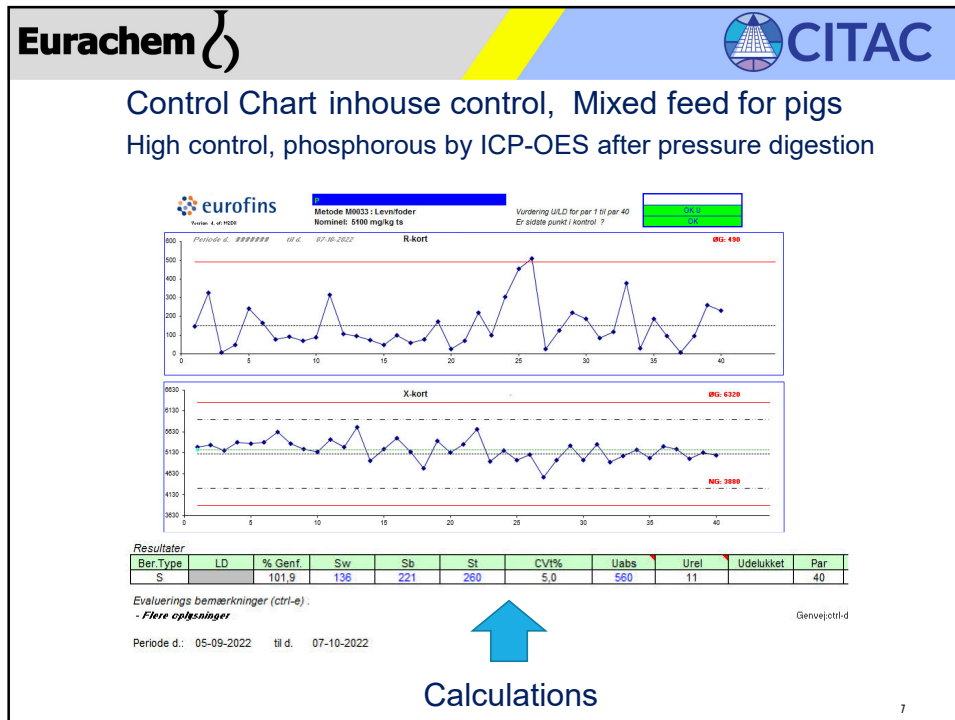 Eurachem
CITAC
Control Chart inhouse control, Mixed feed for pigs
High control, phosphorous by ICP-OES after pressure digestion
eurofins
P
Metode M0033 : Levn/foder
Nominel: 5100 mg/kg ts
Vurdering U/LD for par 1 til par 40
Er sidste punkt i kontrol ?
OK U
OK
Periode d. ####### til d. 07-10-2022
R-kort
ØG: 490
600
500
400
300
200
100
0
0 5 10 15 20 25 30 35 40
X-kort
ØG: 6320
6630
6130
5630
5130
4630
4130
3630
NG: 3880
0 5 10 15 20 25 30 35 40
Resultater
Ber.Type LD % Genf. Sw Sb St CVt% Uabs Urel Udelukket Par
S 101,9 136 221 260 5,0 560 11 40
Evaluerings bemærkninger (ctrl-e) .
- Flere oplysninger
Genvej:ctrl-d
Periode d.: 05-09-2022 til d. 07-10-2022
Calculations
7